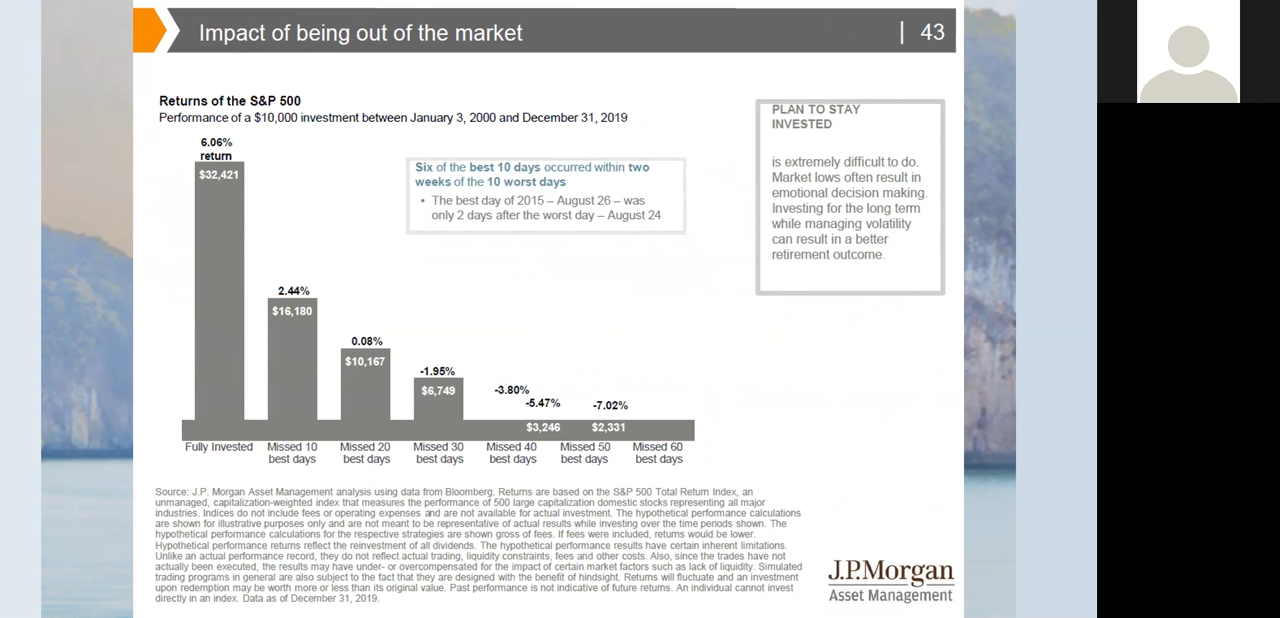 Impact of being out of the market | 43
Returns of the S&P 500
Performance of a $10,000 investment between January 3, 2000 and December 31, 2019
6.06%
return
$32,421
2.44%
$16,180
0.08%
$10,167
-1.95%
$6,749
-3.80%
-5.47%
$3,246
-7.02%
$2,331
Fully Invested
Missed 10
best days
Missed 20
best days
Missed 30
best days
Missed 40
best days
Missed 50
best days
Missed 60
best days
Six of the best 10 days occurred within two
weeks of the 10 worst days
• The best day of 2015 – August 26 – was
only 2 days after the worst day – August 24
PLAN TO STAY
INVESTED
is extremely difficult to do.
Market lows often result in
emotional decision making.
Investing for the long term
while managing volatility
can result in a better
retirement outcome.
Source: J.P. Morgan Asset Management analysis using data from Bloomberg. Returns are based on the S&P 500 Total Return Index, an
unmanaged, capitalization-weighted index that measures the performance of 500 large capitalization domestic stocks representing all major
industries. Indices do not include fees or operating expenses and are not available for actual investment. The hypothetical performance calculations
are shown for illustrative purposes only and are not meant to be representative of actual results while investing over the time periods shown. The
hypothetical performance calculations for the respective strategies are shown gross of fees. If fees were included, returns would be lower.
Hypothetical performance returns reflect the reinvestment of all dividends. The hypothetical performance results have certain inherent limitations.
Unlike an actual performance record, they do not reflect actual trading, liquidity constraints, fees and other costs. Also, since the trades have not
actually been executed, the results may have under- or overcompensated for the impact of certain market factors such as lack of liquidity. Simulated
trading programs in general are also subject to the fact that they are designed with the benefit of hindsight. Returns will fluctuate and an investment
upon redemption may be worth more or less than its original value. Past performance is not indicative of future returns. An individual cannot invest
directly in an index. Data as of December 31, 2019.
J.P.Morgan
Asset Management